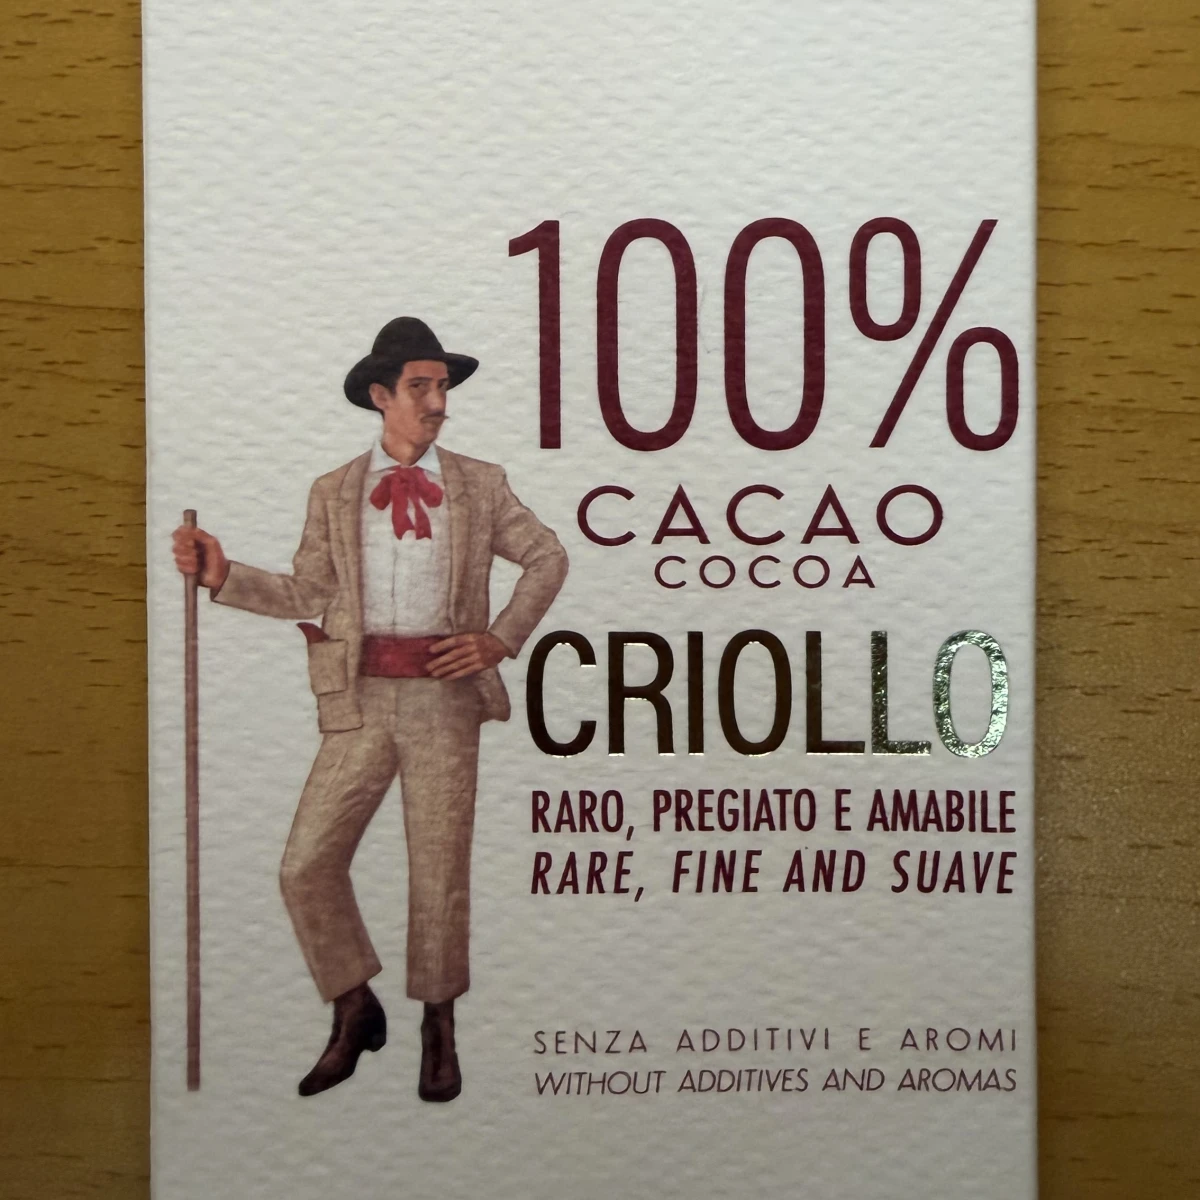 100%
CACAO
COCOA
CRIOLLO
RARO, PREGIATO E AMABILE
RARE, FINE AND SUAVE
SENZA ADDITIVI E AROMI
WITHOUT ADDITIVES AND AROMAS